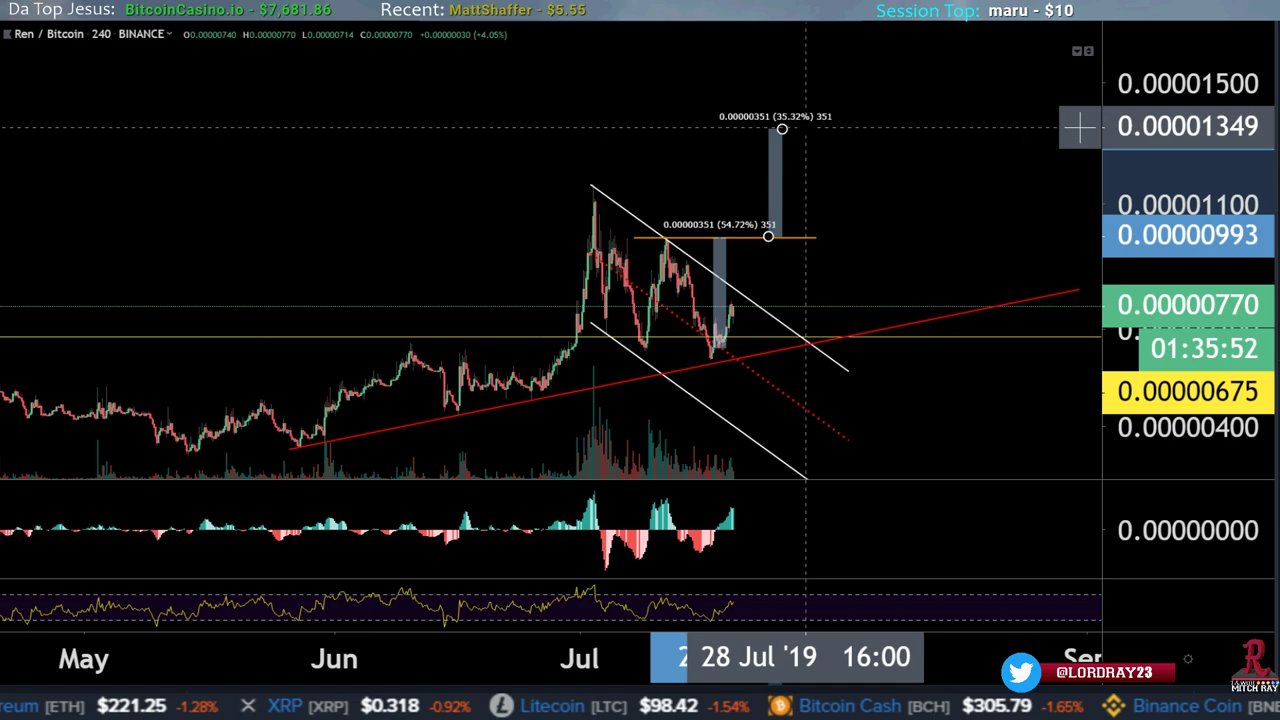 Da Top Jesus: BitcoinCasino.io - $7,681.86 Recent: MattShaffer - $5.55 Session Top: maru - $10
Ren / Bitcoin · 240 · BINANCE O0.00000740 H0.00000770 L0.00000714 C0.00000770 +0.00000030 (+4.05%)
0.00001500
0.00000351 (35.32%) 351
0.00001349
0.00001100
0.00000351 (54.72%) 351
0.00000993
0.00000770
01:35:52
0.00000675
0.00000400
0.00000000
May Jun Jul 28 Jul '19 16:00
@LORDRAY23
R
MITCH RAY
[ETH] $221.25 -1.28% XRP [XRP] $0.318 -0.92% Litecoin [LTC] $98.42 -1.54% Bitcoin Cash [BCH] $305.79 -1.65% Binance Coin